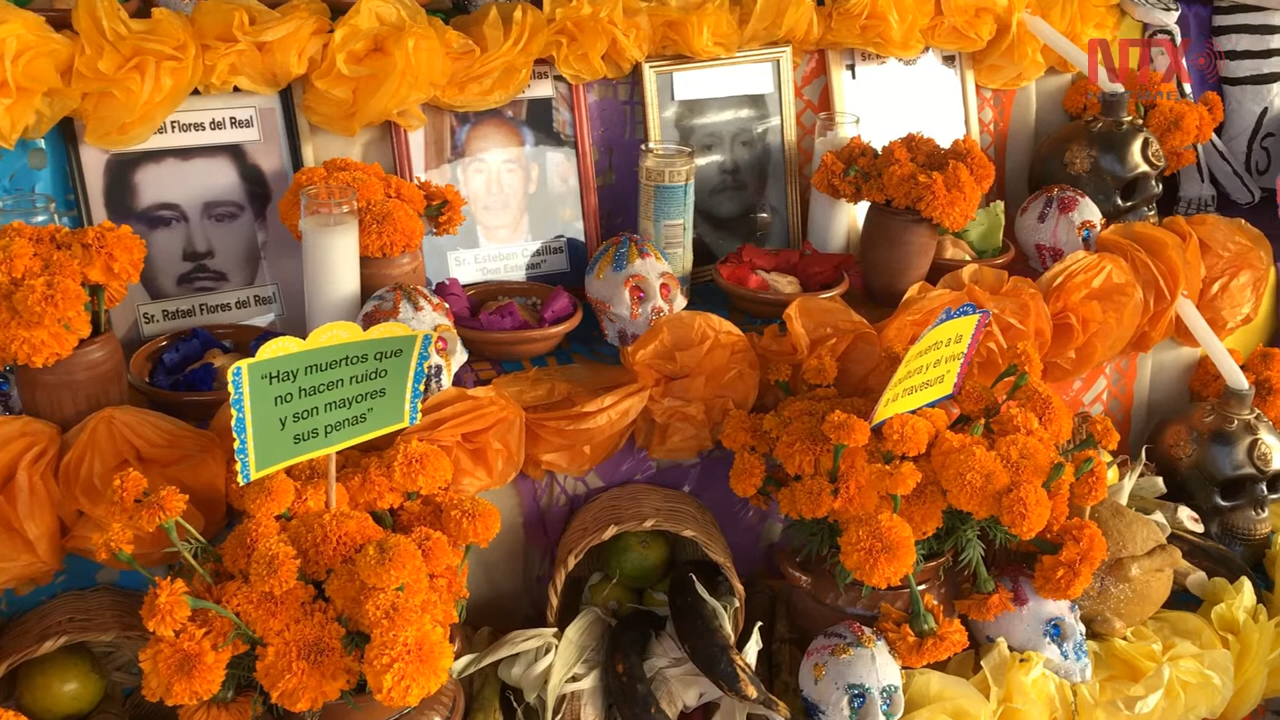 NTX
el Flores del Real
Sr. Rafael Flores del Real
Sr. Esteban Casillas
"Don Esteban"
“Hay muertos que
no hacen ruido
y son mayores
sus penas”
muerto a la
y el vivo
a la travesura”